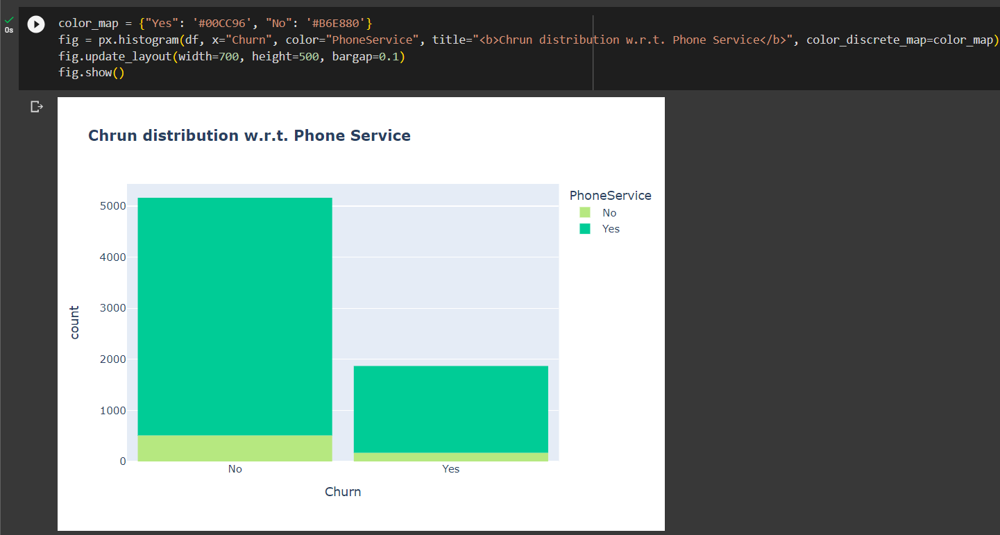 color_map = {"Yes": '#00CC96', "No": '#B6E880'}
fig = px.histogram(df, x="Churn", color="PhoneService", title="<b>Chrun distribution w.r.t. Phone Service</b>", color_discrete_map=color_map)
fig.update_layout(width=700, height=500, bargap=0.1)
fig.show()
0s
Chrun distribution w.r.t. Phone Service
PhoneService
No
Yes
5000
4000
3000
2000
1000
0
count
No
Yes
Churn